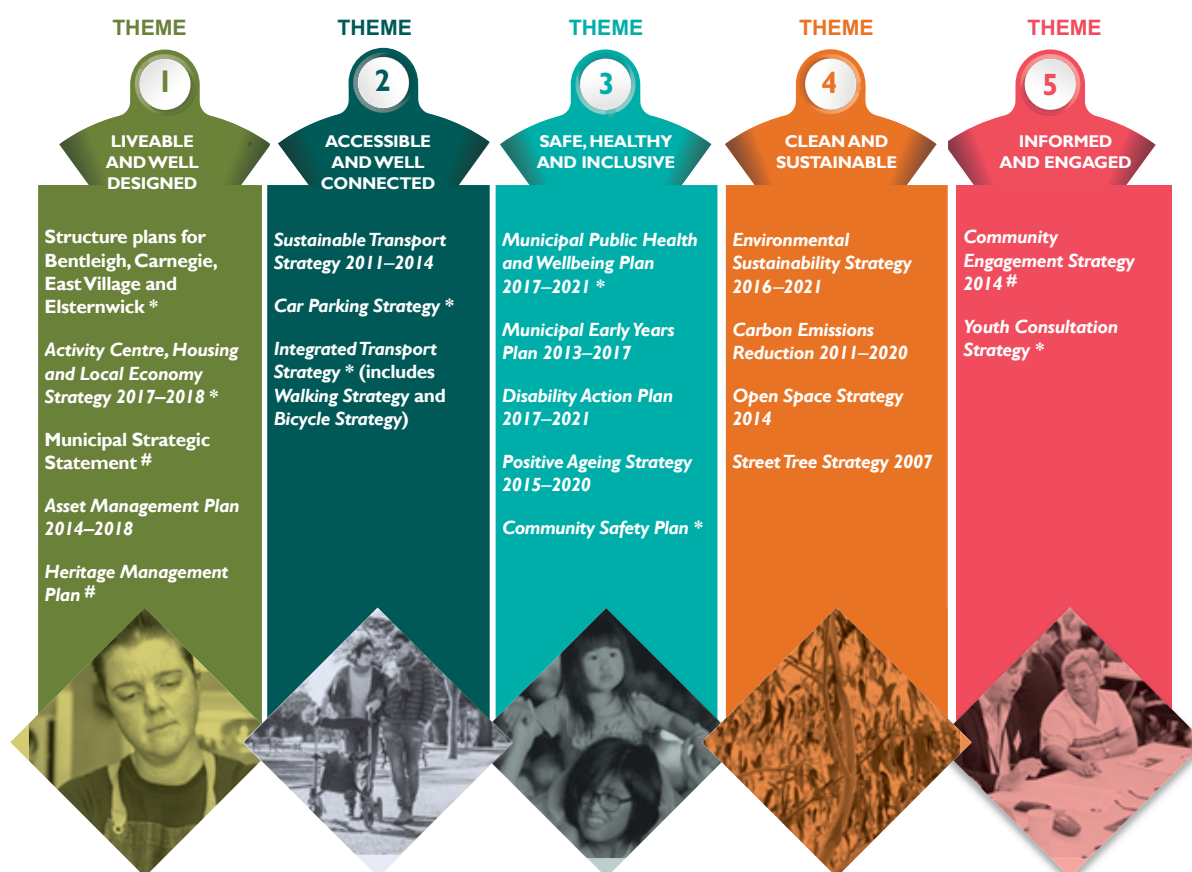 THEME
1
LIVEABLE
AND WELL
DESIGNED
Structure plans for
Bentleigh, Carnegie,
East Village and
Elsternwick *
Activity Centre, Housing
and Local Economy
Strategy 2017–2018 *
Municipal Strategic
Statement #
Asset Management Plan
2014–2018
Heritage Management
Plan #
THEME
2
ACCESSIBLE
AND WELL
CONNECTED
Sustainable Transport
Strategy 2011–2014
Car Parking Strategy *
Integrated Transport
Strategy * (includes
Walking Strategy and
Bicycle Strategy)
THEME
3
SAFE, HEALTHY
AND INCLUSIVE
Municipal Public Health
and Wellbeing Plan
2017–2021 *
Municipal Early Years
Plan 2013–2017
Disability Action Plan
2017–2021
Positive Ageing Strategy
2015–2020
Community Safety Plan *
THEME
4
CLEAN AND
SUSTAINABLE
Environmental
Sustainability Strategy
2016–2021
Carbon Emissions
Reduction 2011–2020
Open Space Strategy
2014
Street Tree Strategy 2007
THEME
5
INFORMED
AND ENGAGED
Community
Engagement Strategy
2014 #
Youth Consultation
Strategy *